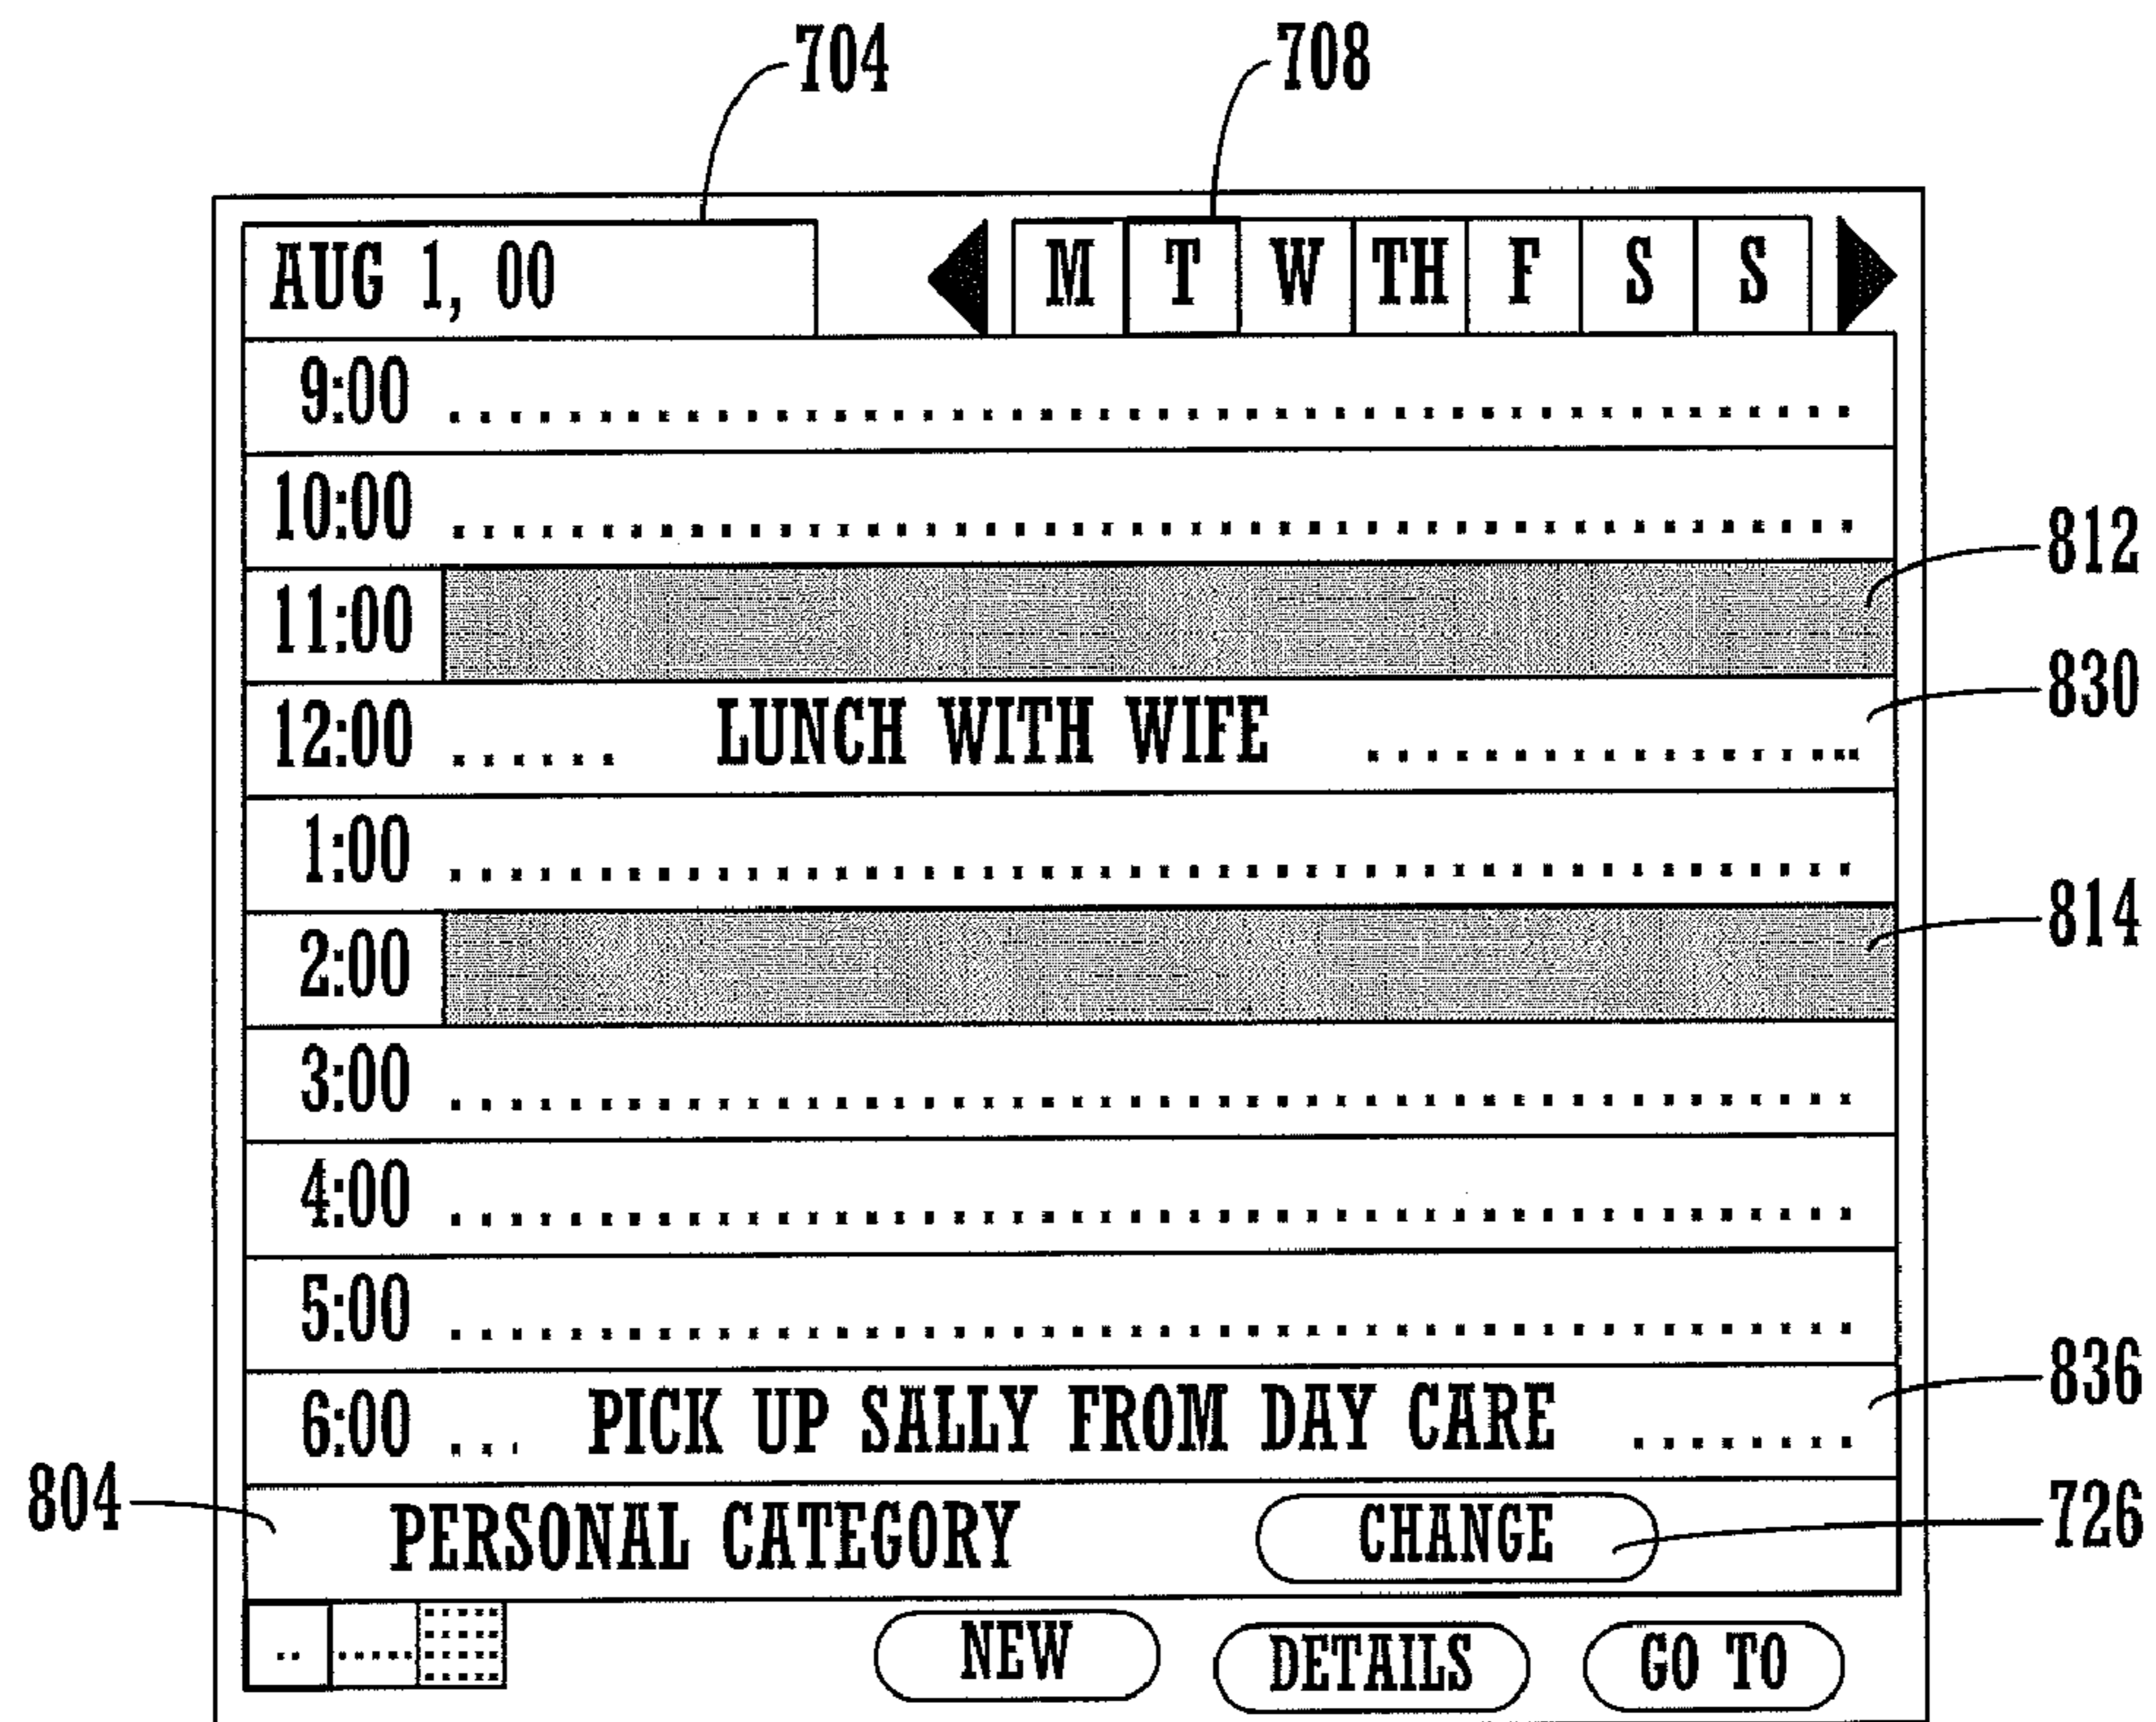 704 708
AUG 1, 00 M T W TH F S S
9:00
10:00
812
11:00
830
12:00 LUNCH WITH WIFE
1:00
814
2:00
3:00
4:00
5:00
836
6:00 PICK UP SALLY FROM DAY CARE
804 PERSONAL CATEGORY CHANGE 726
NEW DETAILS GO TO